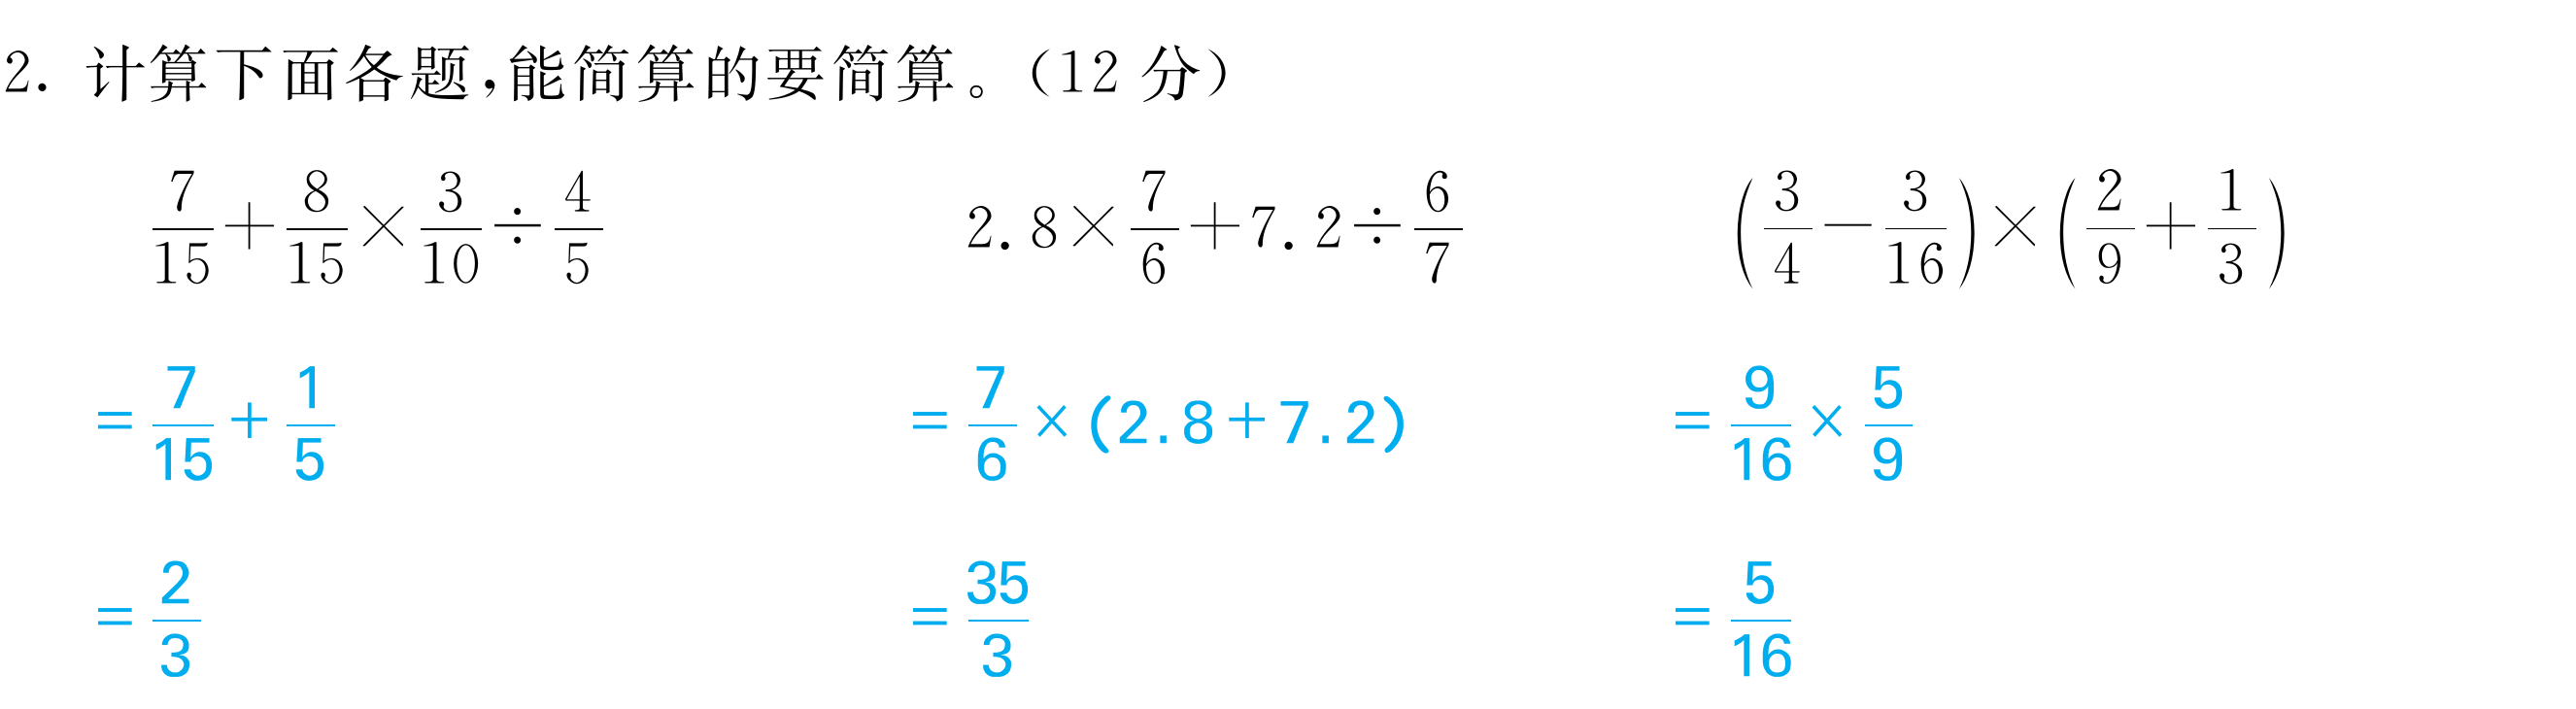 2. 计算下面各题,能简算的要简算。(12 分)
7/15+8/15×3/10÷4/5    2.8×7/6+7.2÷6/7    (3/4-3/16)×(2/9+1/3)
=7/15+1/5    =7/6×(2.8+7.2)    =9/16×5/9
=2/3    =35/3    =5/16